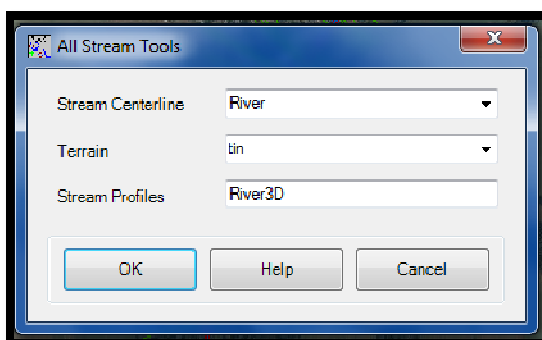 All Stream Tools
Stream Centerline River
Terrain tin
Stream Profiles River3D
OK Help Cancel